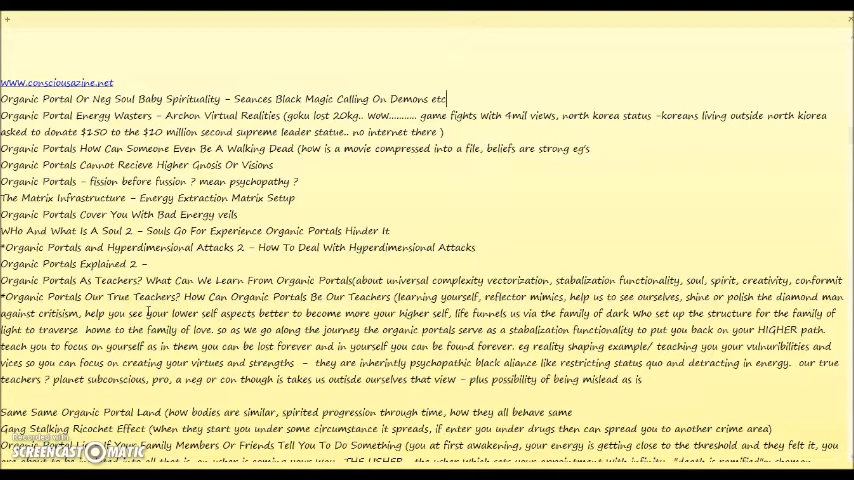 www.consciousazine.net
Organic Portal Or Neg Soul Baby Spirituality - Seances Black Magic Calling On Demons etc
Organic Portal Energy Wasters - Archon Virtual Realities (goku lost 20kg.. wow........... game fights with 4mil views, north korea status -koreans living outside north kiorea
asked to donate $150 to the $10 million second supreme leader statue.. no internet there )
Organic Portals How Can Someone Even Be A Walking Dead (how is a movie compressed into a file, beliefs are strong eg's
Organic Portals Cannot Recieve Higher Gnosis Or Visions
Organic Portals - fission before fussion ? mean psychopathy ?
The Matrix Infrastructure - Energy Extraction Matrix Setup
Organic Portals Cover You With Bad Energy veils
WHo And What Is A Soul 2 - Souls Go For Experience Organic Portals Hinder It
*Organic Portals and Hyperdimensional Attacks 2 - How To Deal With Hyperdimensional Attacks
Organic Portals Explained 2 -
Organic Portals As Teachers? What Can We Learn From Organic Portals(about universal complexity vectorization, stabalization functionality, soul, spirit, creativity, conformit
*Organic Portals Our True Teachers? How Can Organic Portals Be Our Teachers (learning yourself, reflector mimics, help us to see ourselves, shine or polish the diamond man
against critisism, help you see your lower self aspects better to become more your higher self, life funnels us via the family of dark who set up the structure for the family of
light to traverse home to the family of love. so as we go along the journey the organic portals serve as a stabalization functionality to put you back on your HIGHER path.
teach you to focus on yourself as in them you can be lost forever and in yourself you can be found forever. eg reality shaping example/ teaching you your vulnuribilities and
vices so you can focus on creating your virtues and strengths - they are inherintly psychopathic black aliance like restricting status quo and detracting in energy. our true
teachers ? planet subconscious, pro, a neg or con though is takes us outisde ourselves that view - plus possibility of being mislead as is
Same Same Organic Portal Land (how bodies are similar, spirited progression through time, how they all behave same
Gang Stalking Ricochet Effect (When they start you under some circumstance it spreads, if enter you under drugs then can spread you to another crime area)
Organic Portal If Your Family Members Or Friends Tell You To Do Something (you at first awakening, your energy is getting close to the threshold and they felt it, you
Recorded with
SCREENCAST MATIC